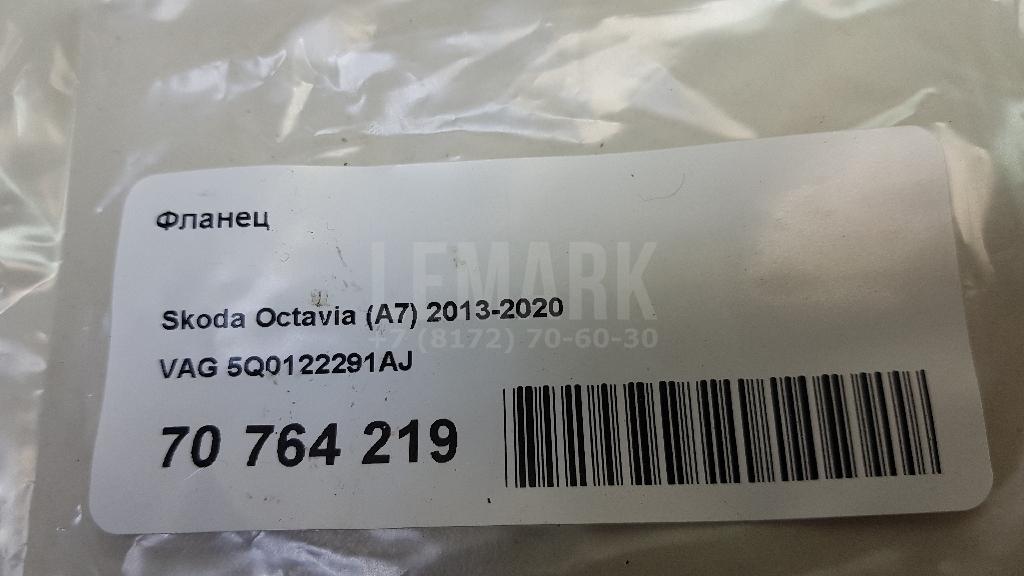 Фланец
LEMARK
Skoda Octavia (A7) 2013-2020
+7 (8172) 70-60-30
VAG 5Q0122291AJ
70 764 219